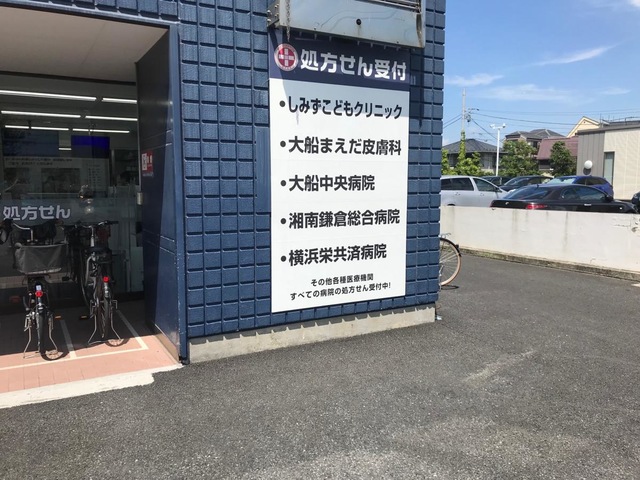 処方せん受付
•しみずこどもクリニック
•大船まえだ皮膚科
•大船中央病院
•湘南鎌倉総合病院
•横浜栄共済病院
その他各種医療機関
すべての病院の処方せん受付中!
処方せん